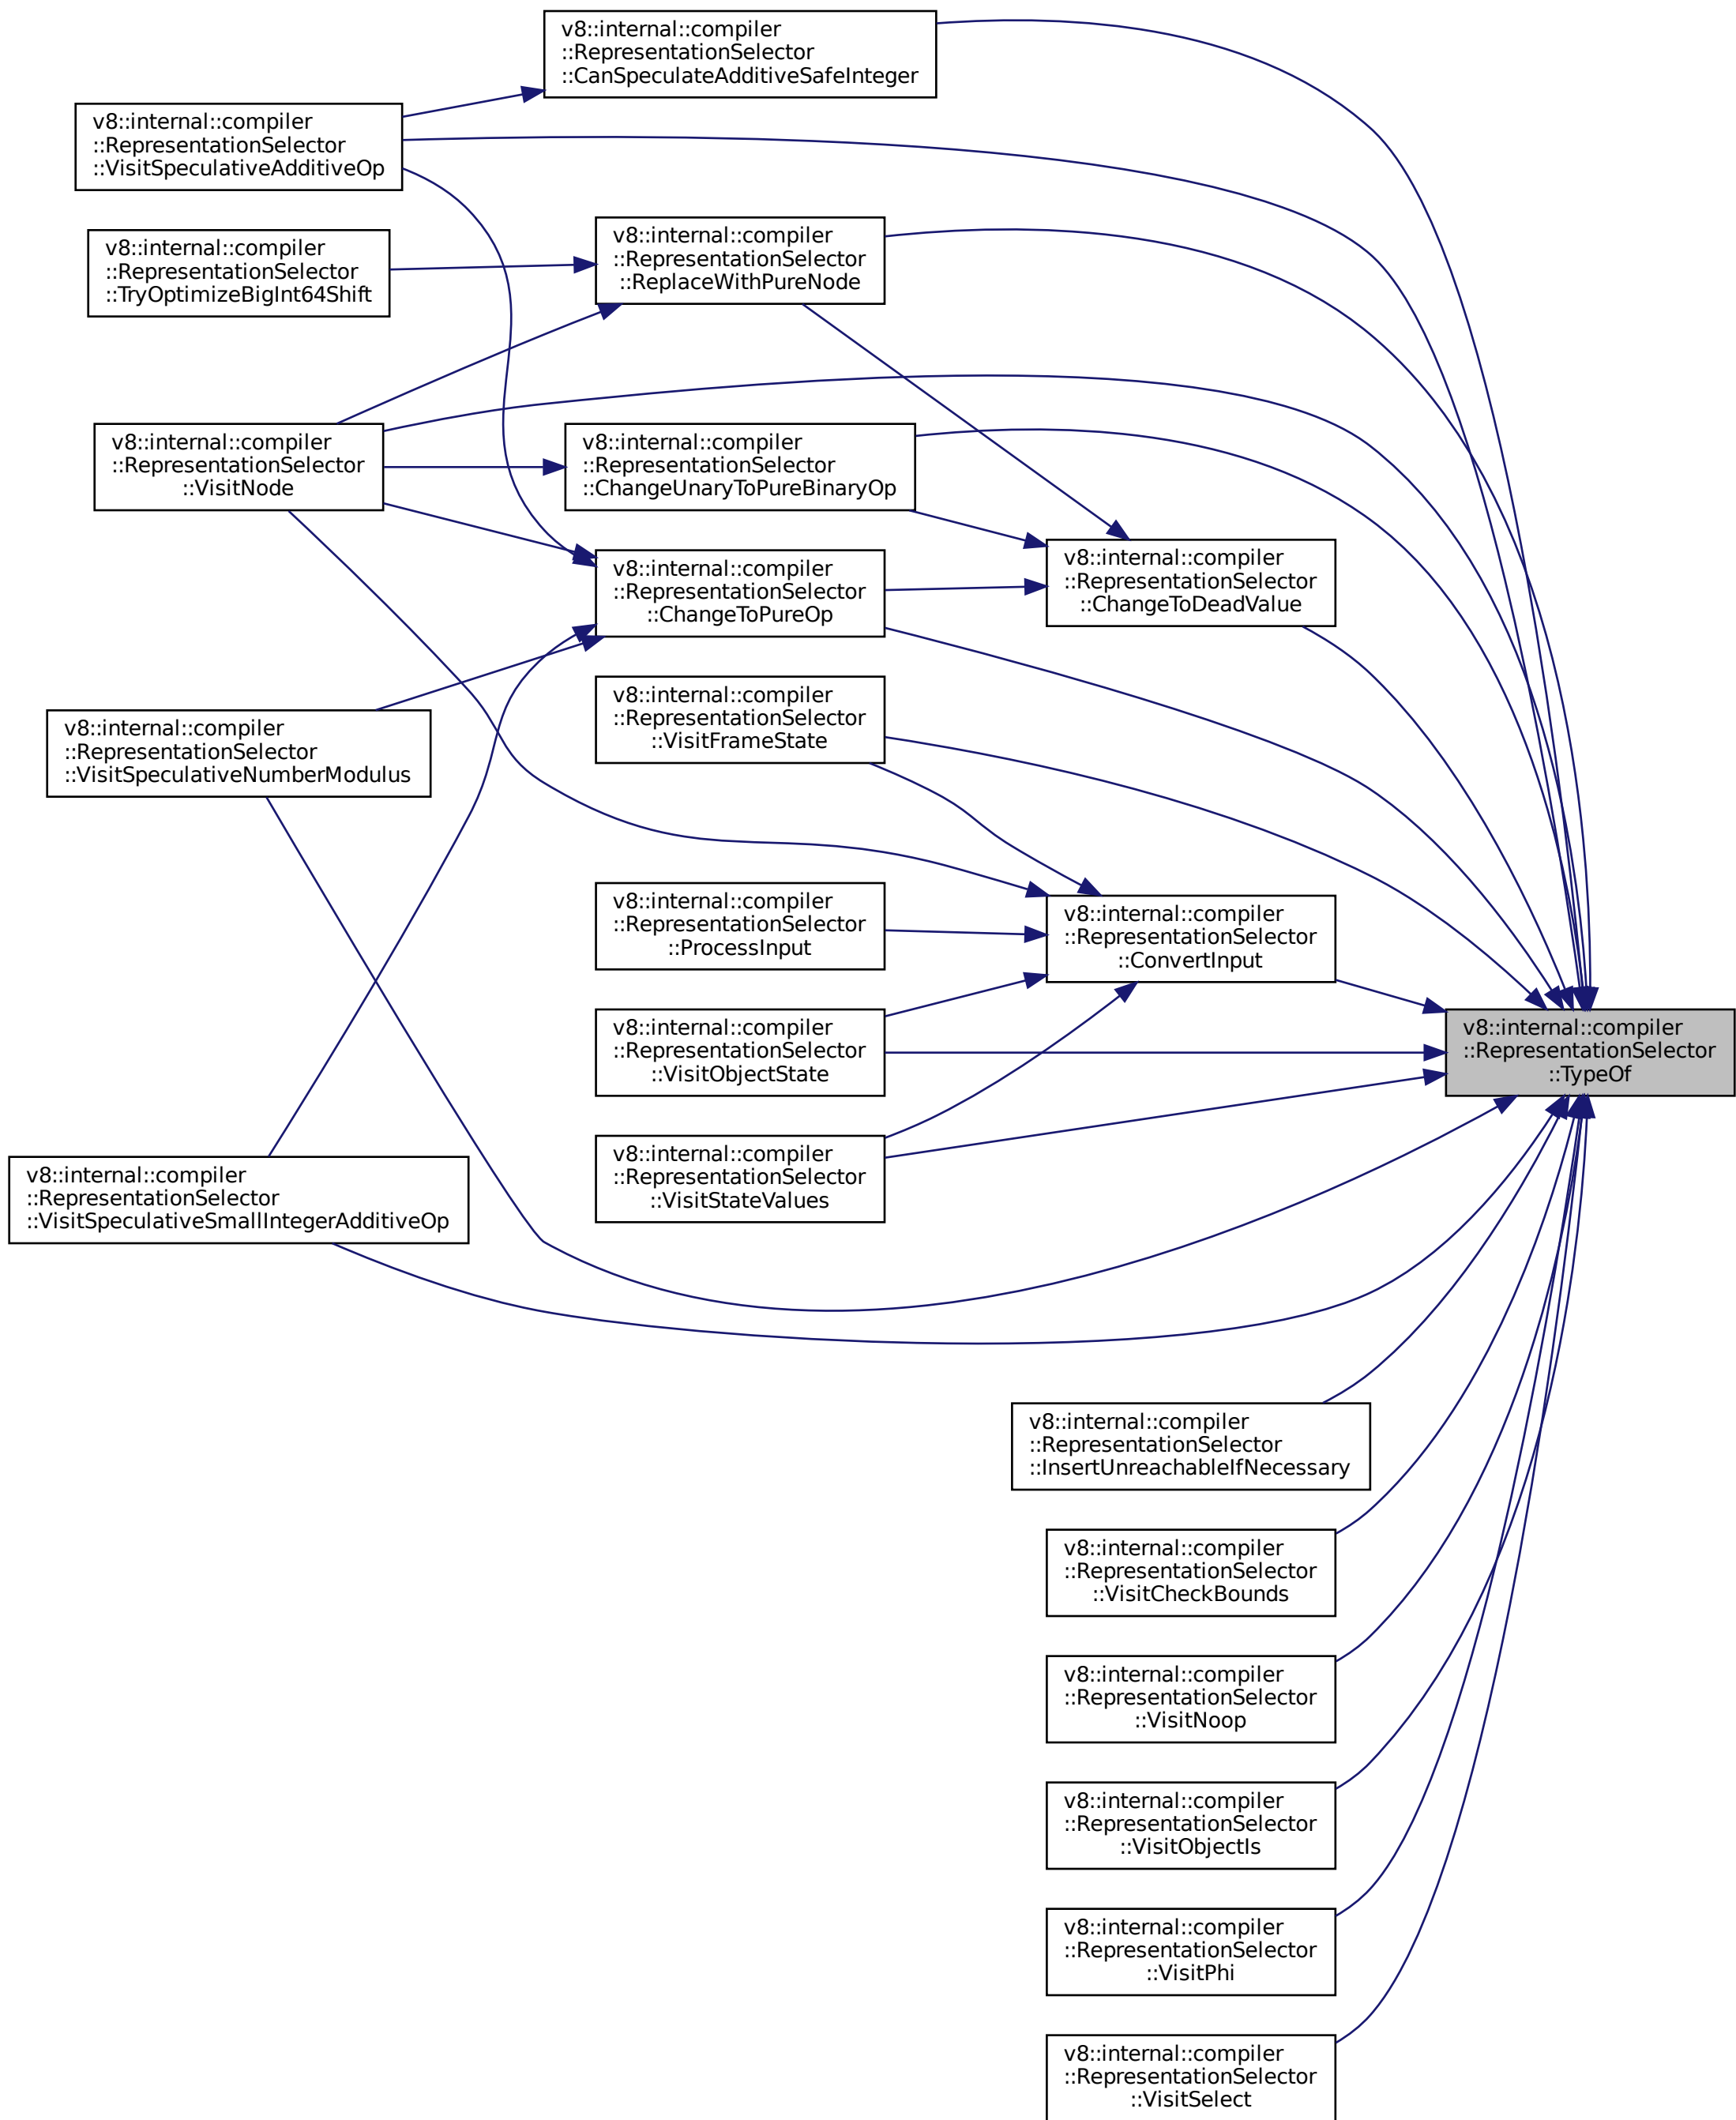 v8::internal::compiler
::RepresentationSelector
::CanSpeculateAdditiveSafeInteger
v8::internal::compiler
::RepresentationSelector
::VisitSpeculativeAdditiveOp
v8::internal::compiler
::RepresentationSelector
::ReplaceWithPureNode
v8::internal::compiler
::RepresentationSelector
::TryOptimizeBigInt64Shift
v8::internal::compiler
::RepresentationSelector
::VisitNode
v8::internal::compiler
::RepresentationSelector
::ChangeUnaryToPureBinaryOp
v8::internal::compiler
::RepresentationSelector
::ChangeToDeadValue
v8::internal::compiler
::RepresentationSelector
::ChangeToPureOp
v8::internal::compiler
::RepresentationSelector
::VisitFrameState
v8::internal::compiler
::RepresentationSelector
::VisitSpeculativeNumberModulus
v8::internal::compiler
::RepresentationSelector
::ProcessInput
v8::internal::compiler
::RepresentationSelector
::ConvertInput
v8::internal::compiler
::RepresentationSelector
::VisitObjectState
v8::internal::compiler
::RepresentationSelector
::TypeOf
v8::internal::compiler
::RepresentationSelector
::VisitStateValues
v8::internal::compiler
::RepresentationSelector
::VisitSpeculativeSmallIntegerAdditiveOp
v8::internal::compiler
::RepresentationSelector
::InsertUnreachableIfNecessary
v8::internal::compiler
::RepresentationSelector
::VisitCheckBounds
v8::internal::compiler
::RepresentationSelector
::VisitNoop
v8::internal::compiler
::RepresentationSelector
::VisitObjectIs
v8::internal::compiler
::RepresentationSelector
::VisitPhi
v8::internal::compiler
::RepresentationSelector
::VisitSelect